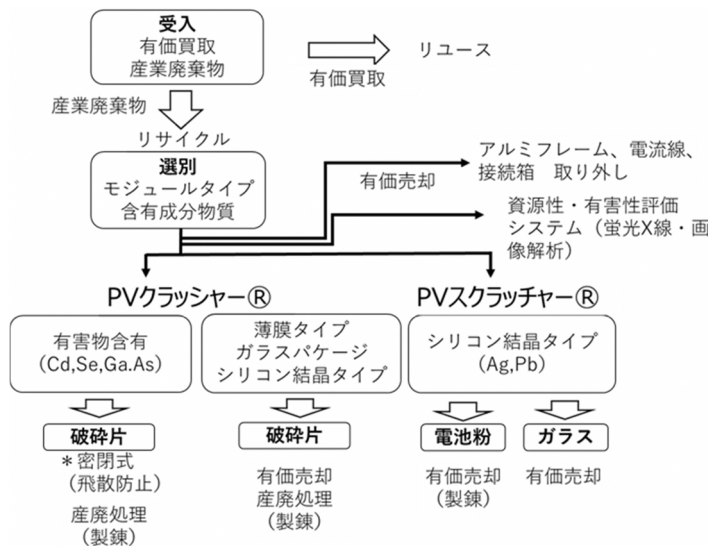 受入
有価買取
産業廃棄物
有価買取
リユース
産業廃棄物
リサイクル
選別
モジュールタイプ
含有成分物質
有価売却
アルミフレーム、電流線、
接続箱 取り外し
資源性・有害性評価
システム（蛍光X線・画
像解析）
PVクラッシャー®
PVスクラッチャー®
有害物含有
(Cd,Se,Ga.As)
薄膜タイプ
ガラスパッケージ
シリコン結晶タイプ
シリコン結晶タイプ
(Ag,Pb)
破砕片
＊密閉式
（飛散防止）
産廃処理
（製錬）
破砕片
有価売却
産廃処理
（製錬）
電池粉
有価売却
（製錬）
ガラス
有価売却